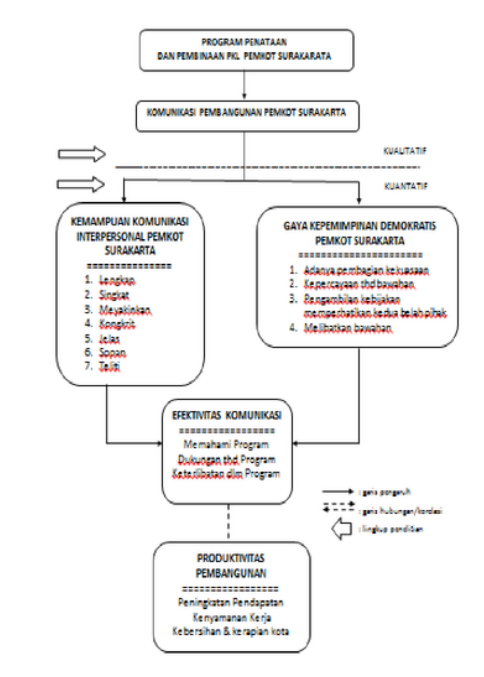 PROGRAM PENATAAN
DAN PEMBINAAN PKL PEMKOT SURAKARATA
KOMUNIKASI PEMBANGUNAN PEMKOT SURAKARTA
KUALITATIF
KUANTATIF
KEMAMPUAN KOMUNIKASI
INTERPERSONAL PEMKOT
SURAKARTA
================
1. Lengkap
2. Singkat
3. Meyakinkan
4. Kongkrit
5. Jelas
6. Sopan
7. Teliti
GAYA KEPEMIMPINAN DEMOKRATIS
PEMKOT SURAKARTA
=======================
1. Adanya pembagian kekuasaan
2. Kepercayaan thd bawahan
3. Pengambilan kebijakan
memperhatikan kedua belah pihak
4. Melibatkan bawahan
EFEKTIVITAS KOMUNIKASI
==================
Memahami Program
Dukungan thd Program
Keterlibatan dlm Program
: garis pengaruh
: garis hubungan/korelasi
: lingkup penelitian
PRODUKTIVITAS
PEMBANGUNAN
==================
Peningkatan Pendapatan
Kenyamanan Kerja
Kebersihan & kerapian kota